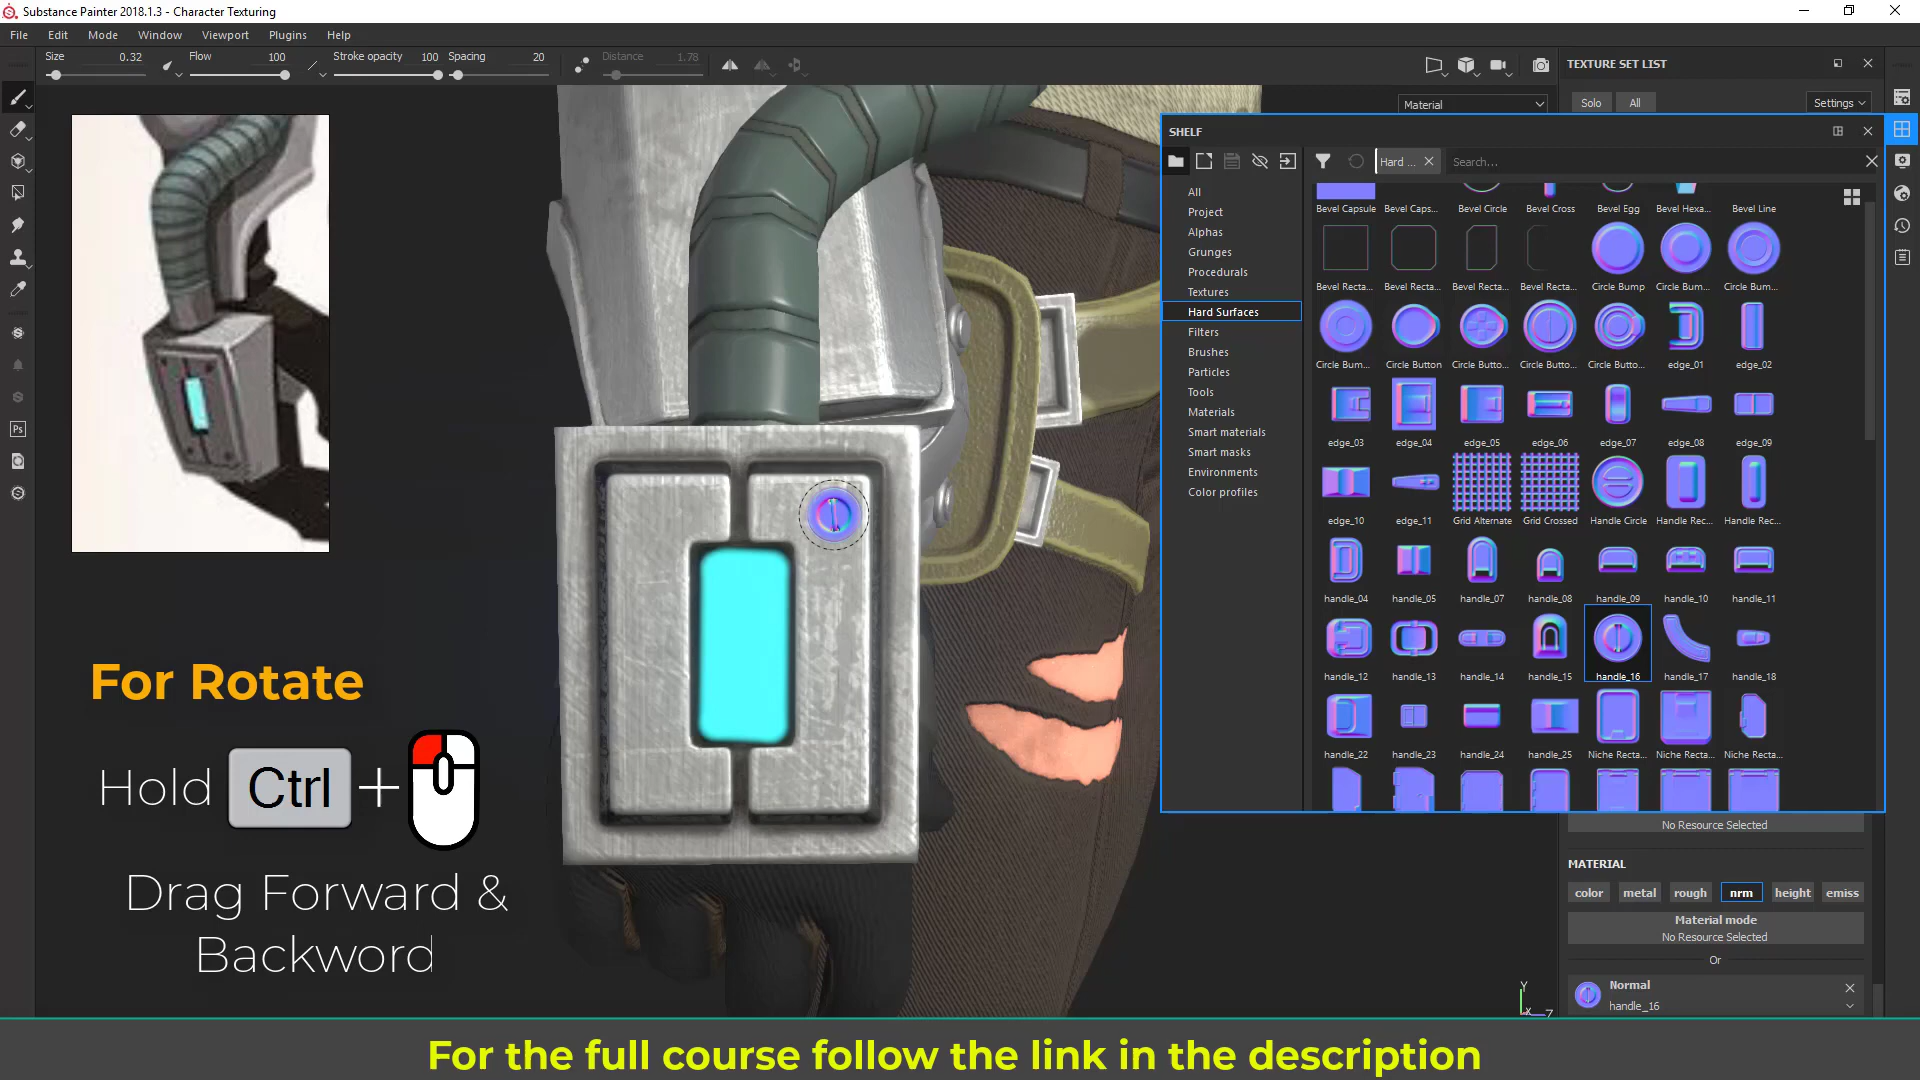 Substance Painter 2018.1.3 - Character Texturing
File Edit Mode Window Viewport Plugins Help
Size 0.32 Flow 100 Stroke opacity 100 Spacing 20 Distance 1.78
TEXTURE SET LIST
Material
Solo All Settings
SHELF
Hard ... Search...
All
Project
Alphas
Grunges
Procedurals
Textures
Hard Surfaces
Filters
Brushes
Particles
Tools
Materials
Smart materials
Smart masks
Environments
Color profiles
Bevel Capsule Bevel Caps... Bevel Circle Bevel Cross Bevel Egg Bevel Hexa... Bevel Line
Bevel Recta... Bevel Recta... Bevel Recta... Bevel Recta... Circle Bump Circle Bum... Circle Bum...
Circle Bum... Circle Button Circle Butto... Circle Butto... Circle Butto... edge_01 edge_02
edge_03 edge_04 edge_05 edge_06 edge_07 edge_08 edge_09
edge_10 edge_11 Grid Alternate Grid Crossed Handle Circle Handle Rec... Handle Rec...
handle_04 handle_05 handle_07 handle_08 handle_09 handle_10 handle_11
handle_12 handle_13 handle_14 handle_15 handle_16 handle_17 handle_18
handle_22 handle_23 handle_24 handle_25 Niche Recta... Niche Recta... Niche Recta...
Ps
For Rotate
Hold Ctrl +
Drag Forward &
Backword
No Resource Selected
MATERIAL
color metal rough nrm height emiss
Material mode
No Resource Selected
Or
Normal
handle_16
Y
X Z
For the full course follow the link in the description